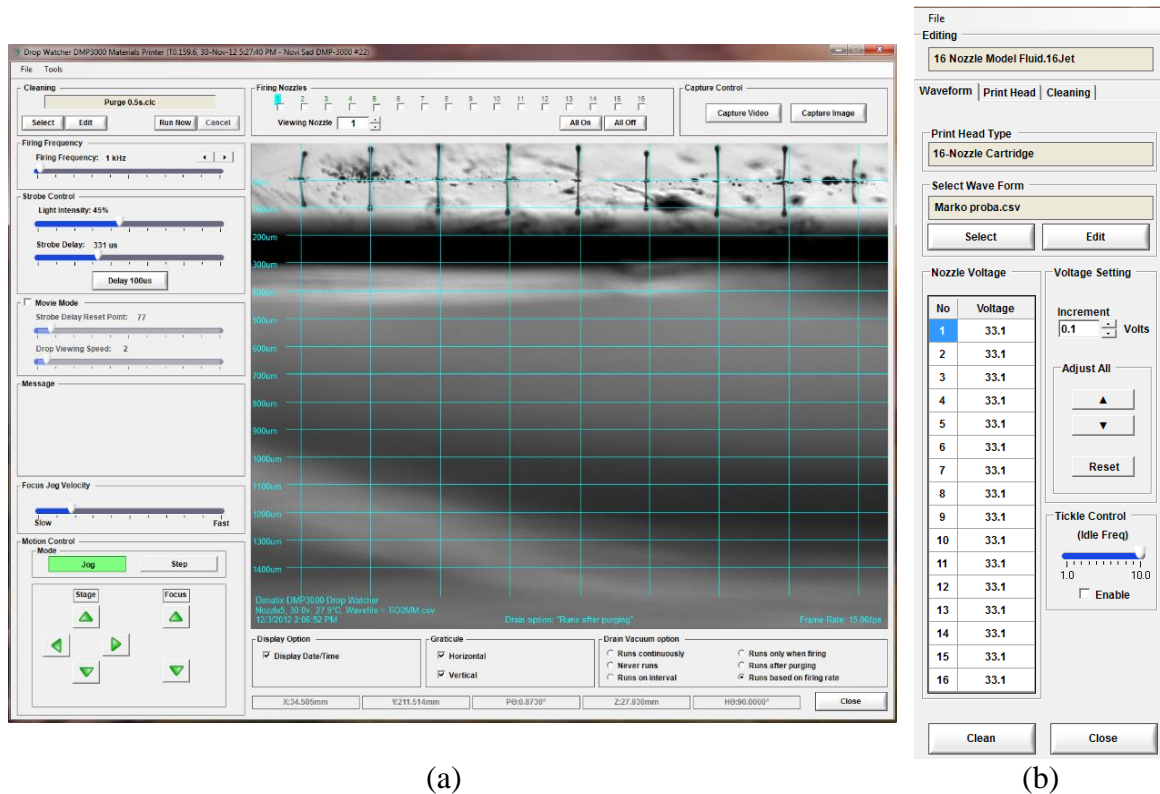 Drop Watcher DMP3000 Materials Printer (T0.159.6, 30-Nov-12 5:27:40 PM - Novi Sad DMP-3000 #22)
File Tools
Cleaning
Purge 0.5s.clc
Select Edit Run Now Cancel
Firing Nozzles
1 2 3 4 5 6 7 8 9 10 11 12 13 14 15 16
Viewing Nozzle 1 All On All Off
Capture Control
Capture Video Capture Image
Firing Frequency
Firing Frequency: 1 kHz
Strobe Control
Light Intensity: 45%
Strobe Delay: 331 us
Delay 100us
Movie Mode
Strobe Delay Reset Point: 77
Drop Viewing Speed: 2
Message
Focus Jog Velocity
Slow Fast
Motion Control
Mode
Jog Step
Stage Focus
100um
200um
300um
400um
500um
600um
700um
800um
900um
1000um
1100um
1200um
1300um
1400um
Dimatix DMP3000 Drop Watcher
Nozzle5, 30.0v, 27.9°C, Wavefile = TiO2MM.csv
12/3/2012 2:06:52 PM Drain option: "Runs after purging" Frame Rate: 15.06fps
Display Option
Display Date/Time
Graticule
Horizontal
Vertical
Drain Vacuum option
Runs continuously Runs only when firing
Never runs Runs after purging
Runs on interval Runs based on firing rate
X:34.505mm Y:211.514mm PΘ:0.8730° Z:27.936mm HΘ:90.0000° Close
(a)
File
Editing
16 Nozzle Model Fluid.16Jet
Waveform Print Head Cleaning
Print Head Type
16-Nozzle Cartridge
Select Wave Form
Marko proba.csv
Select Edit
Nozzle Voltage
No Voltage
1 33.1
2 33.1
3 33.1
4 33.1
5 33.1
6 33.1
7 33.1
8 33.1
9 33.1
10 33.1
11 33.1
12 33.1
13 33.1
14 33.1
15 33.1
16 33.1
Voltage Setting
Increment
0.1 Volts
Adjust All
Reset
Tickle Control
(Idle Freq)
1.0 10.0
Enable
Clean Close
(b)